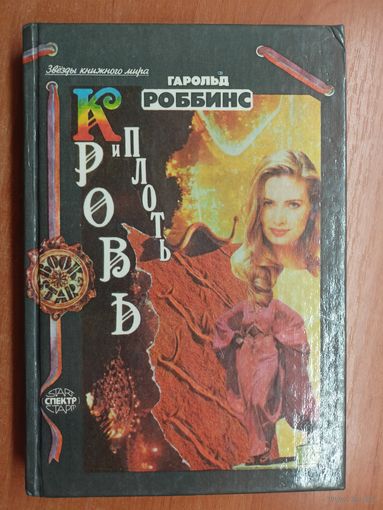 Звёзды книжного мира
ГАРОЛЬД
РОББИНС
КРОВЬ
И
ПЛОТЬ
СПЕКТР